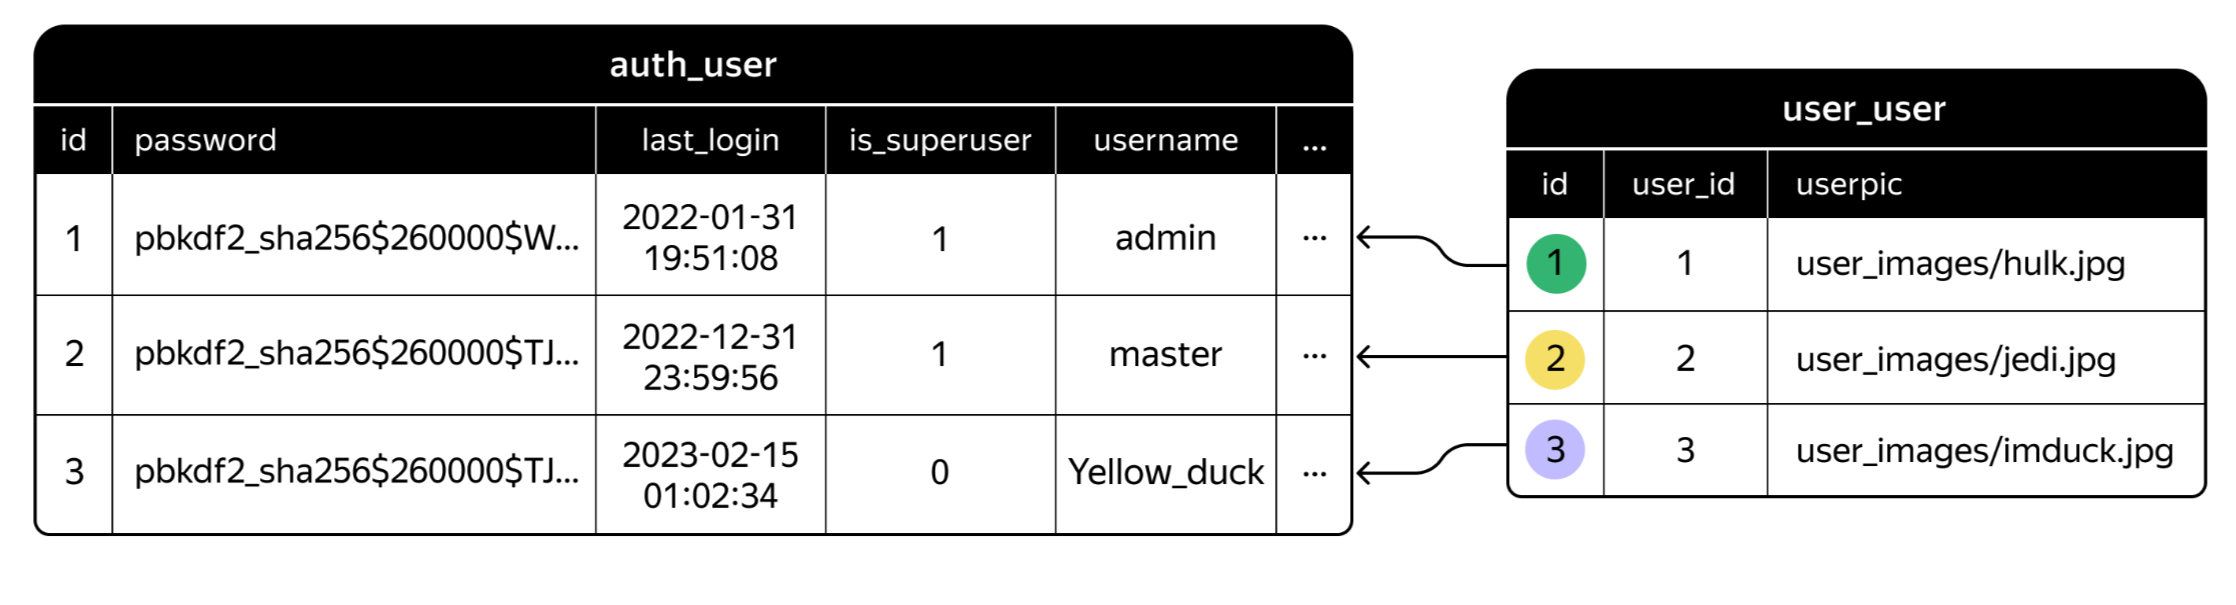 auth_user
id password last_login is_superuser username ...
1 pbkdf2_sha256$260000$W... 2022-01-31 19:51:08 1 admin ...
2 pbkdf2_sha256$260000$TJ... 2022-12-31 23:59:56 1 master ...
3 pbkdf2_sha256$260000$TJ... 2023-02-15 01:02:34 0 Yellow_duck ...
user_user
id user_id userpic
1 1 user_images/hulk.jpg
2 2 user_images/jedi.jpg
3 3 user_images/imduck.jpg